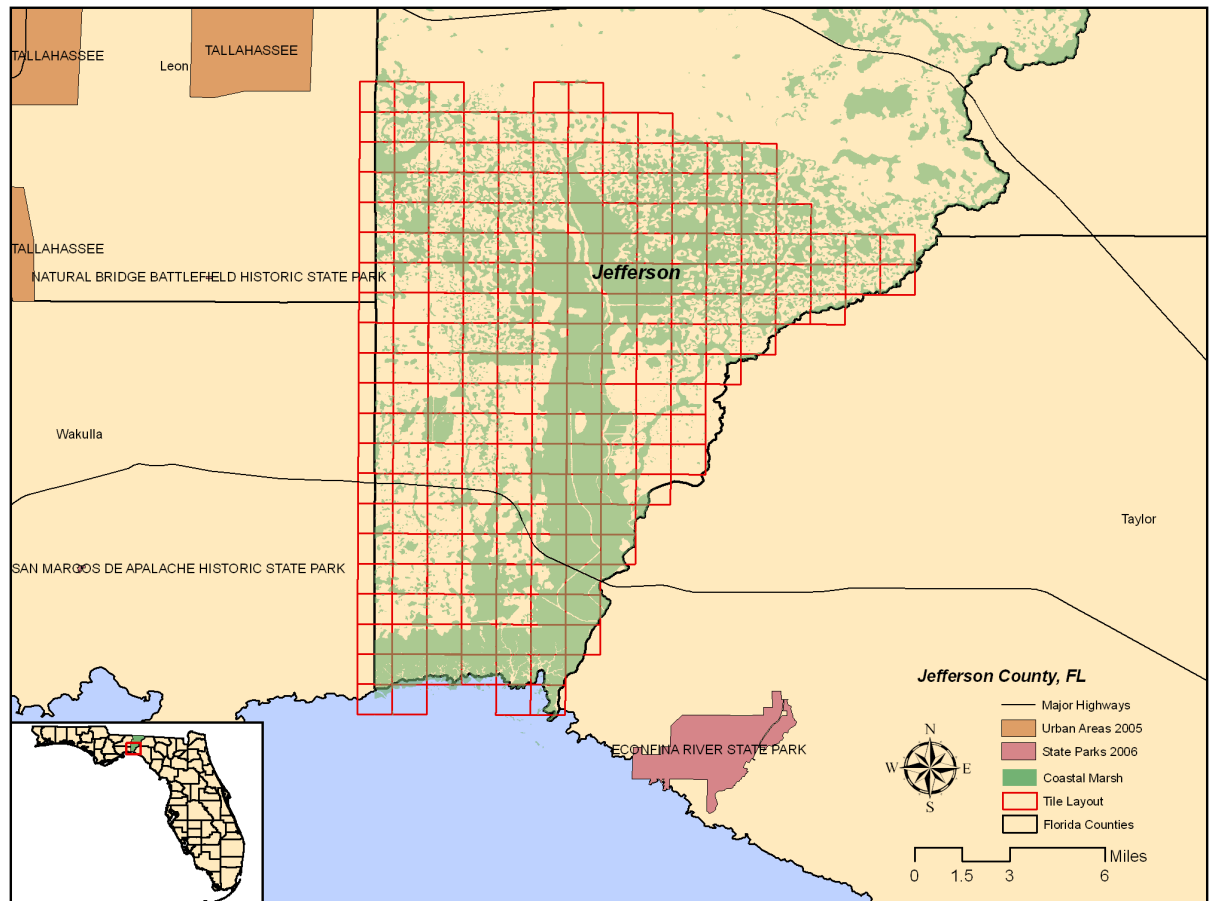 TALLAHASSEE
TALLAHASSEE
Leon
TALLAHASSEE
NATURAL BRIDGE BATTLEFIELD HISTORIC STATE PARK
Jefferson
Wakulla
Taylor
SAN MARCOS DE APALACHE HISTORIC STATE PARK
ECONFINA RIVER STATE PARK
Jefferson County, FL
Major Highways
Urban Areas 2005
State Parks 2006
Coastal Marsh
Tile Layout
Florida Counties
N
W E
S
Miles
0 1.5 3 6